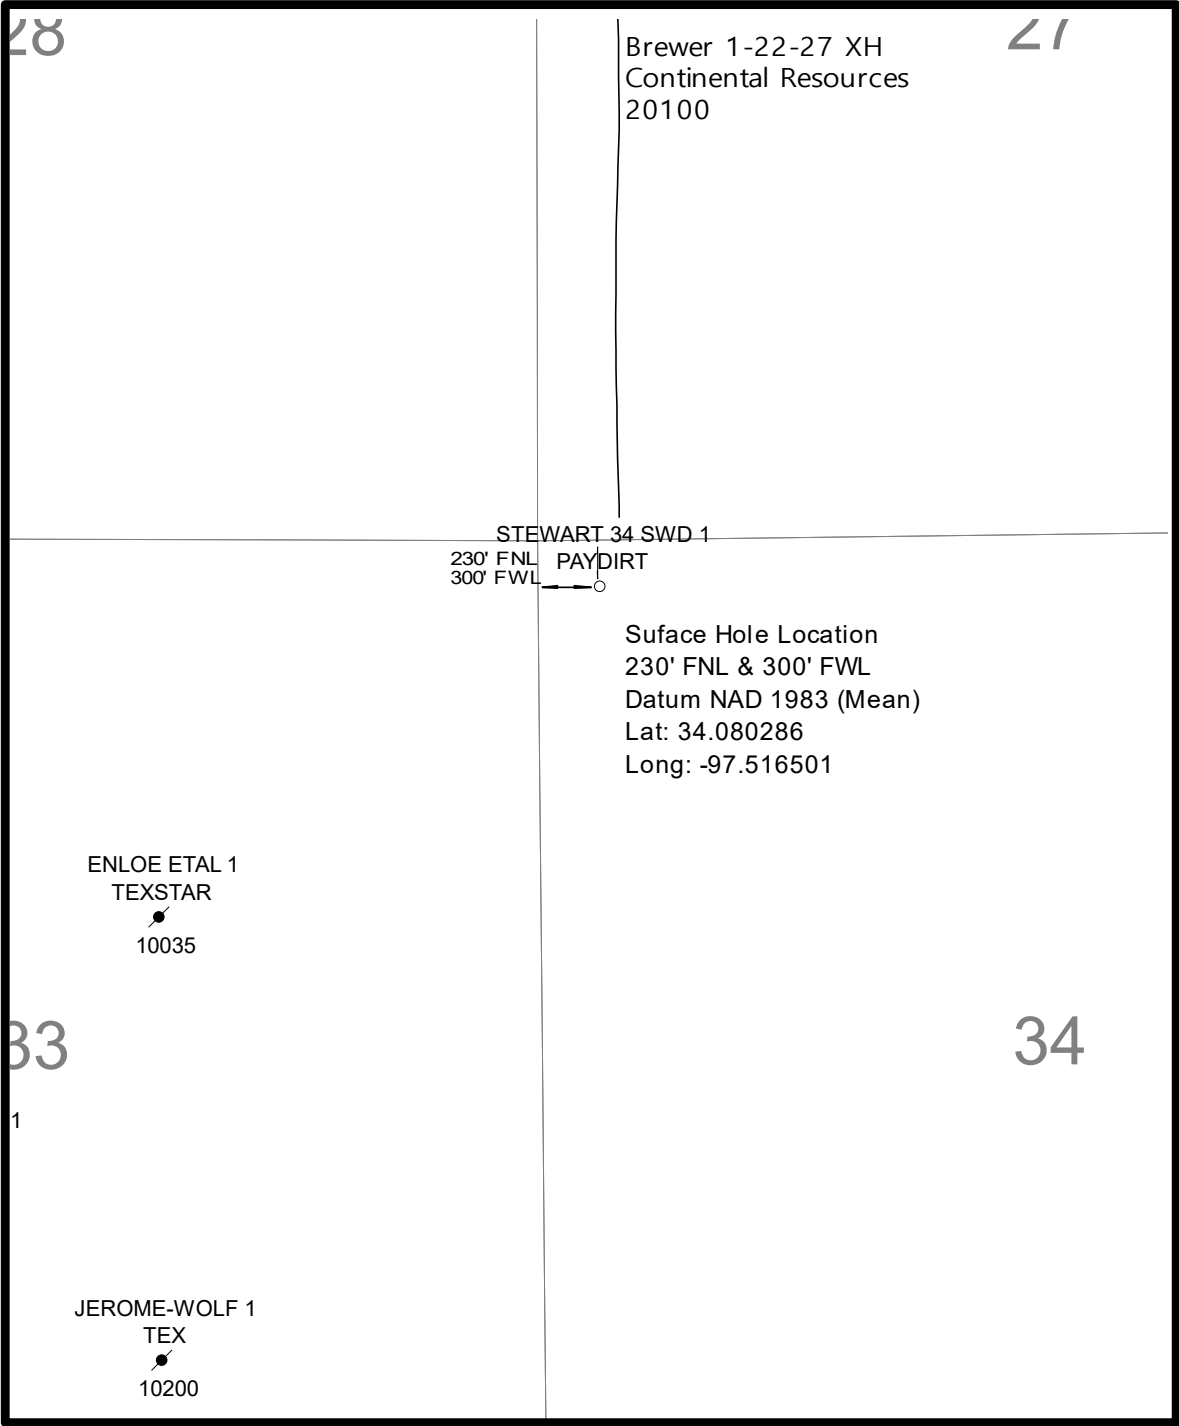 28
27
Brewer 1-22-27 XH
Continental Resources
20100
STEWART 34 SWD 1
PAYDIRT
230' FNL
300' FWL
Suface Hole Location
230' FNL & 300' FWL
Datum NAD 1983 (Mean)
Lat: 34.080286
Long: -97.516501
ENLOE ETAL 1
TEXSTAR
10035
33
34
1
JEROME-WOLF 1
TEX
10200